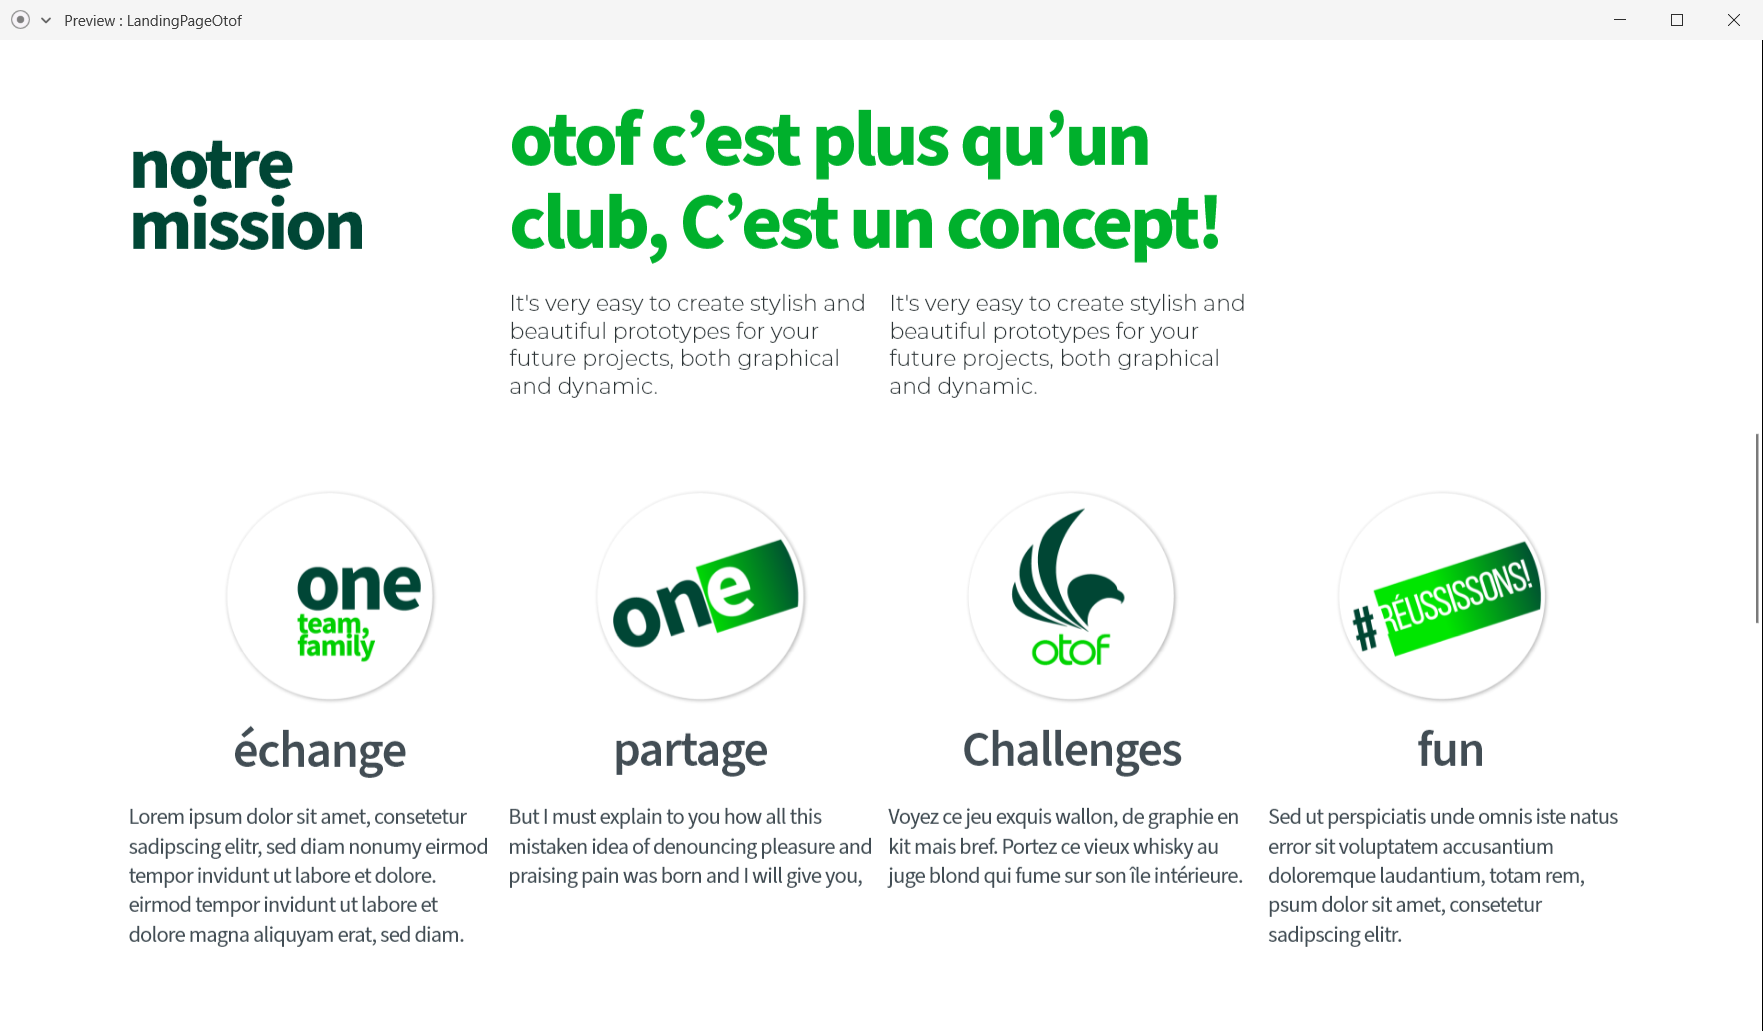 Preview : LandingPageOtof
notre
mission
otof c’est plus qu’un
club, C’est un concept!
It's very easy to create stylish and
beautiful prototypes for your
future projects, both graphical
and dynamic.
It's very easy to create stylish and
beautiful prototypes for your
future projects, both graphical
and dynamic.
one
team,
family
one
otof
#RÉUSSISSONS!
échange
partage
Challenges
fun
Lorem ipsum dolor sit amet, consetetur
sadipscing elitr, sed diam nonumy eirmod
tempor invidunt ut labore et dolore.
eirmod tempor invidunt ut labore et
dolore magna aliquyam erat, sed diam.
But I must explain to you how all this
mistaken idea of denouncing pleasure and
praising pain was born and I will give you,
Voyez ce jeu exquis wallon, de graphie en
kit mais bref. Portez ce vieux whisky au
juge blond qui fume sur son île intérieure.
Sed ut perspiciatis unde omnis iste natus
error sit voluptatem accusantium
doloremque laudantium, totam rem,
psum dolor sit amet, consetetur
sadipscing elitr.